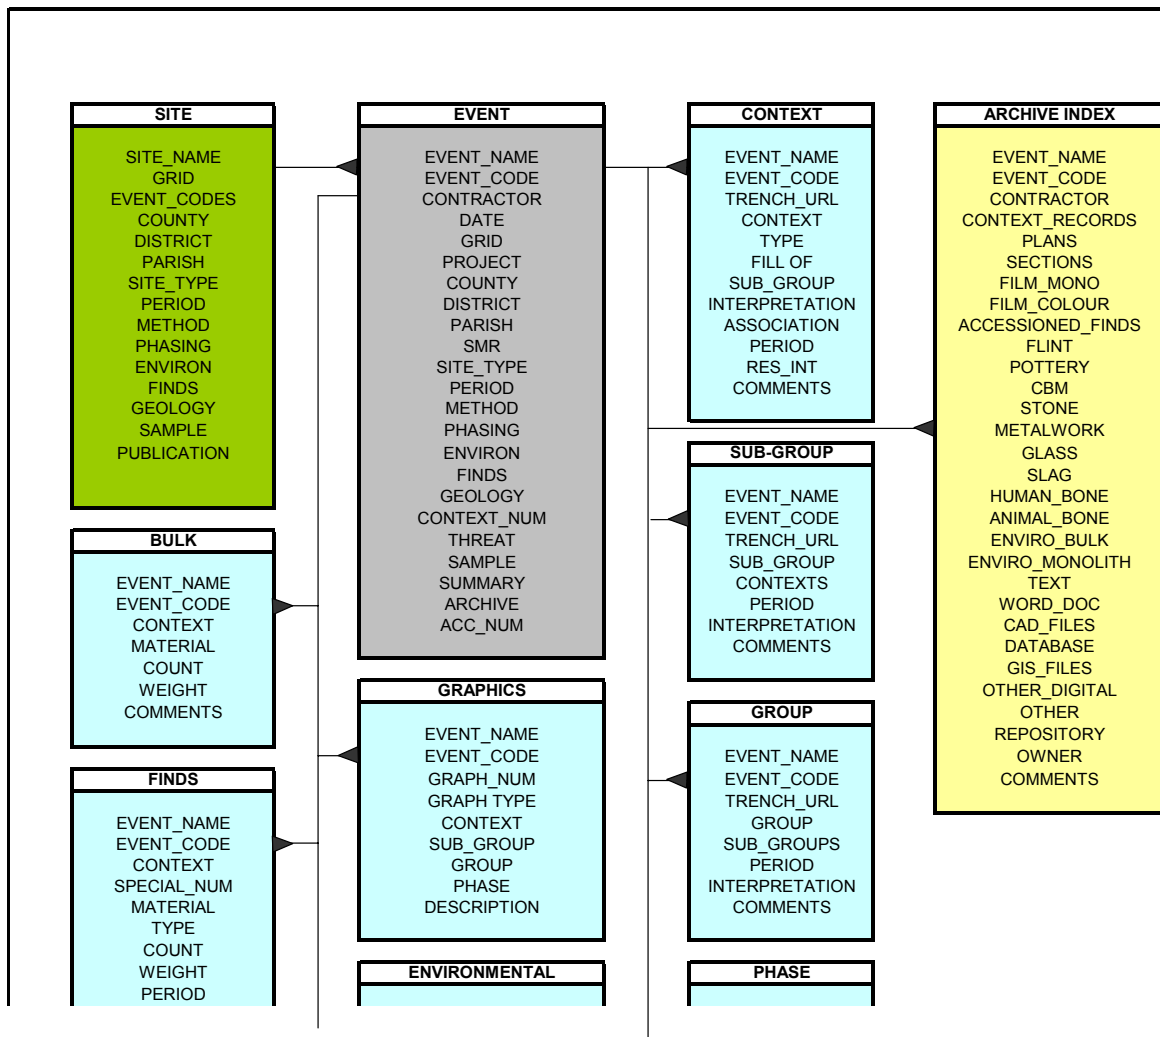 SITE
SITE_NAME
GRID
EVENT_CODES
COUNTY
DISTRICT
PARISH
SITE_TYPE
PERIOD
METHOD
PHASING
ENVIRON
FINDS
GEOLOGY
SAMPLE
PUBLICATION
BULK
EVENT_NAME
EVENT_CODE
CONTEXT
MATERIAL
COUNT
WEIGHT
COMMENTS
FINDS
EVENT_NAME
EVENT_CODE
CONTEXT
SPECIAL_NUM
MATERIAL
TYPE
COUNT
WEIGHT
PERIOD
EVENT
EVENT_NAME
EVENT_CODE
CONTRACTOR
DATE
GRID
PROJECT
COUNTY
DISTRICT
PARISH
SMR
SITE_TYPE
PERIOD
METHOD
PHASING
ENVIRON
FINDS
GEOLOGY
CONTEXT_NUM
THREAT
SAMPLE
SUMMARY
ARCHIVE
ACC_NUM
GRAPHICS
EVENT_NAME
EVENT_CODE
GRAPH_NUM
GRAPH TYPE
CONTEXT
SUB_GROUP
GROUP
PHASE
DESCRIPTION
ENVIRONMENTAL
CONTEXT
EVENT_NAME
EVENT_CODE
TRENCH_URL
CONTEXT
TYPE
FILL OF
SUB_GROUP
INTERPRETATION
ASSOCIATION
PERIOD
RES_INT
COMMENTS
SUB-GROUP
EVENT_NAME
EVENT_CODE
TRENCH_URL
SUB_GROUP
CONTEXTS
PERIOD
INTERPRETATION
COMMENTS
GROUP
EVENT_NAME
EVENT_CODE
TRENCH_URL
GROUP
SUB_GROUPS
PERIOD
INTERPRETATION
COMMENTS
PHASE
ARCHIVE INDEX
EVENT_NAME
EVENT_CODE
CONTRACTOR
CONTEXT_RECORDS
PLANS
SECTIONS
FILM_MONO
FILM_COLOUR
ACCESSIONED_FINDS
FLINT
POTTERY
CBM
STONE
METALWORK
GLASS
SLAG
HUMAN_BONE
ANIMAL_BONE
ENVIRO_BULK
ENVIRO_MONOLITH
TEXT
WORD_DOC
CAD_FILES
DATABASE
GIS_FILES
OTHER_DIGITAL
OTHER
REPOSITORY
OWNER
COMMENTS